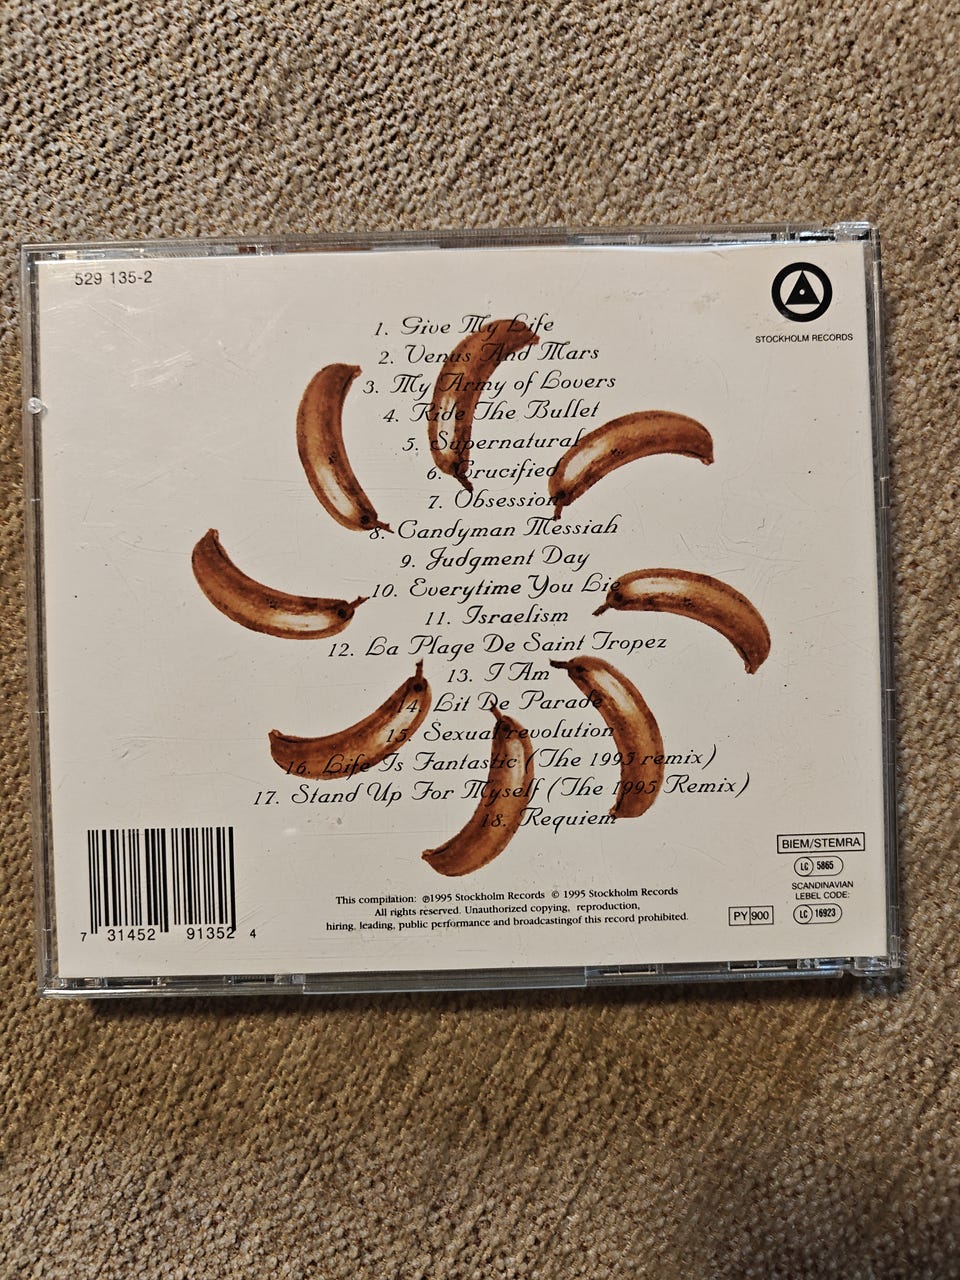 529 135-2
STOCKHOLM RECORDS
1. Give My Life
2. Venus And Mars
3. My Army of Lovers
4. Ride The Bullet
5. Supernatural
6. Crucified
7. Obsession
8. Candyman Messiah
9. Judgment Day
10. Everytime You Lie
11. Israelism
12. La Plage De Saint Tropez
13. I Am
14. Lit De Parade
15. Sexual revolution
16. Life Is Fantastic (The 1995 remix)
17. Stand Up For Myself (The 1995 Remix)
18. Requiem
This compilation: ℗1995 Stockholm Records © 1995 Stockholm Records
All rights reserved. Unauthorized copying, reproduction,
hiring, leading, public performance and broadcastingof this record prohibited.
7 31452 91352 4
BIEM/STEMRA
LC 5865
SCANDINAVIAN
LEBEL CODE:
LC 16923
PY 900